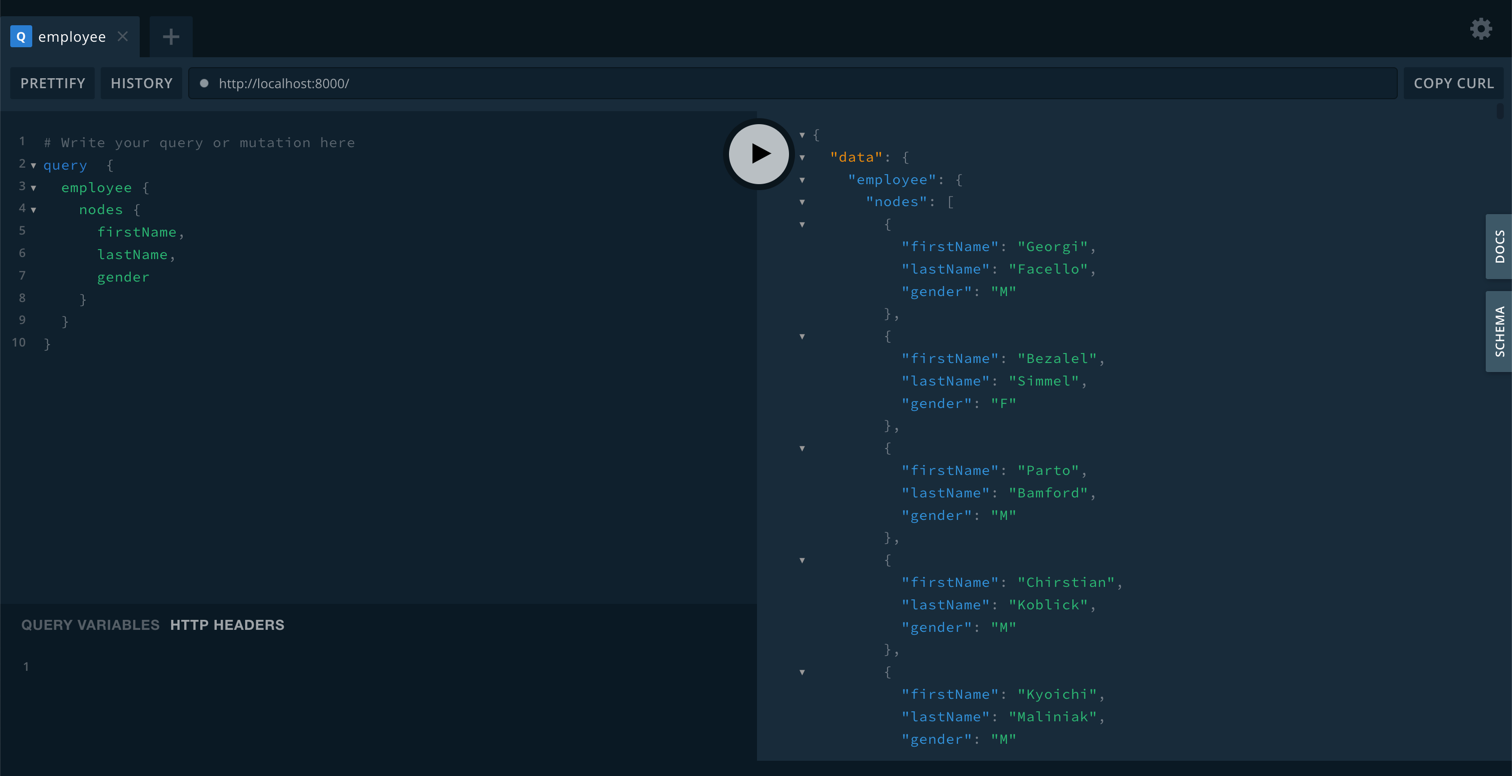 Q employee
PRETTIFY HISTORY http://localhost:8000/ COPY CURL
1 # Write your query or mutation here
2 query {
3 employee {
4 nodes {
5 firstName,
6 lastName,
7 gender
8 }
9 }
10 }
QUERY VARIABLES HTTP HEADERS
1
{
"data": {
"employee": {
"nodes": [
{
"firstName": "Georgi",
"lastName": "Facello",
"gender": "M"
},
{
"firstName": "Bezalel",
"lastName": "Simmel",
"gender": "F"
},
{
"firstName": "Parto",
"lastName": "Bamford",
"gender": "M"
},
{
"firstName": "Chirstian",
"lastName": "Koblick",
"gender": "M"
},
{
"firstName": "Kyoichi",
"lastName": "Maliniak",
"gender": "M"
DOCS
SCHEMA